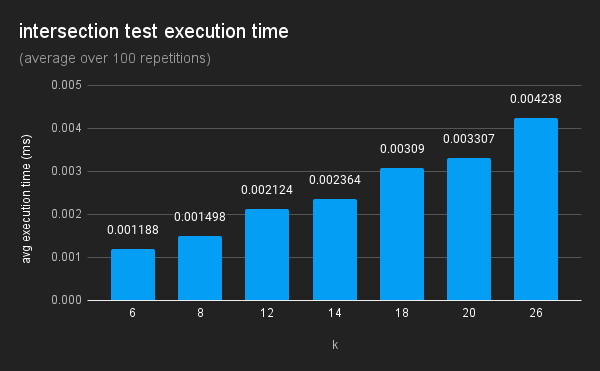 intersection test execution time
(average over 100 repetitions)
avg execution time (ms)
0.005
0.004
0.003
0.002
0.001
0.000
0.001188
0.001498
0.002124
0.002364
0.00309
0.003307
0.004238
6 8 12 14 18 20 26
k